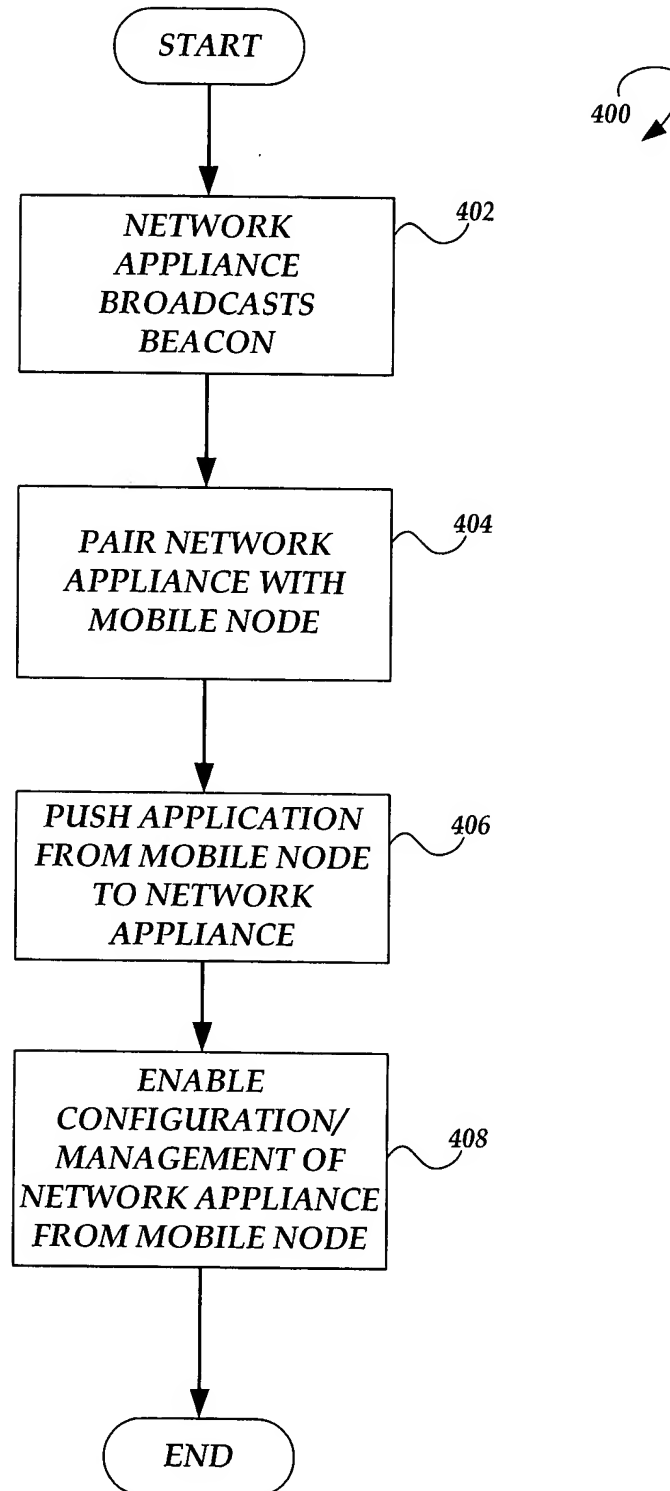 START
400
402
NETWORK
APPLIANCE
BROADCASTS
BEACON
404
PAIR NETWORK
APPLIANCE WITH
MOBILE NODE
406
PUSH APPLICATION
FROM MOBILE NODE
TO NETWORK
APPLIANCE
408
ENABLE
CONFIGURATION/
MANAGEMENT OF
NETWORK APPLIANCE
FROM MOBILE NODE
END